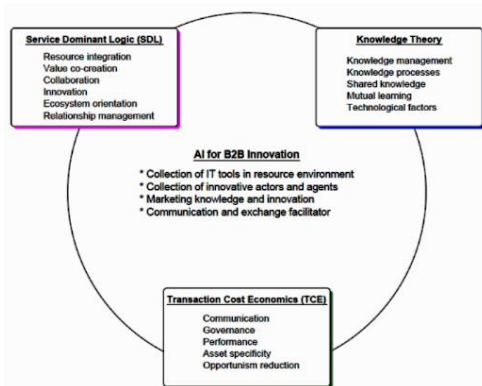 Service Dominant Logic (SDL)
Resource integration
Value co-creation
Collaboration
Innovation
Ecosystem orientation
Relationship management
Knowledge Theory
Knowledge management
Knowledge processes
Shared knowledge
Mutual learning
Technological factors
AI for B2B Innovation
* Collection of IT tools in resource environment
* Collection of innovative actors and agents
* Marketing knowledge and innovation
* Communication and exchange facilitator
Transaction Cost Economics (TCE)
Communication
Governance
Performance
Asset specificity
Opportunism reduction